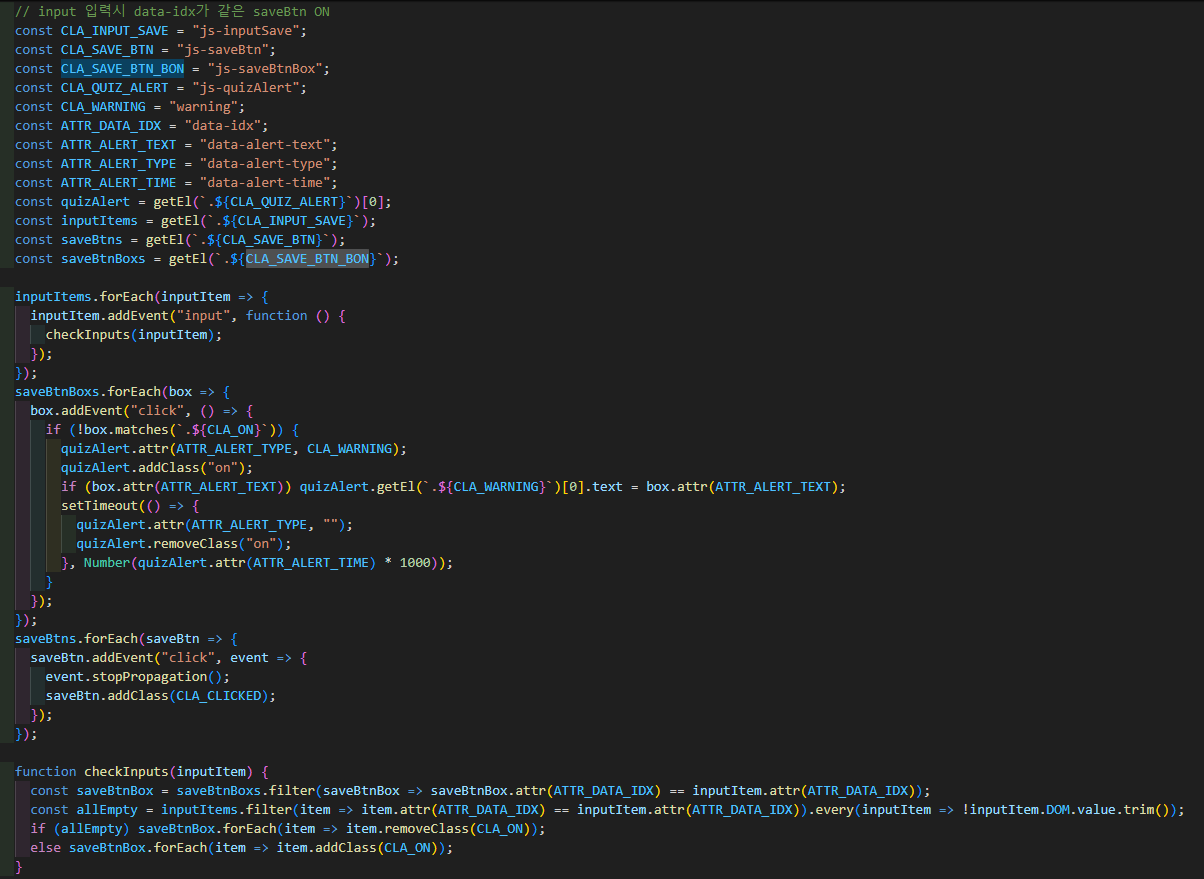 // input 입력시 data-idx가 같은 saveBtn ON
const CLA_INPUT_SAVE = "js-inputSave";
const CLA_SAVE_BTN = "js-saveBtn";
const CLA_SAVE_BTN_BON = "js-saveBtnBox";
const CLA_QUIZ_ALERT = "js-quizAlert";
const CLA_WARNING = "warning";
const ATTR_DATA_IDX = "data-idx";
const ATTR_ALERT_TEXT = "data-alert-text";
const ATTR_ALERT_TYPE = "data-alert-type";
const ATTR_ALERT_TIME = "data-alert-time";
const quizAlert = getEl(`.${CLA_QUIZ_ALERT}`)[0];
const inputItems = getEl(`.${CLA_INPUT_SAVE}`);
const saveBtns = getEl(`.${CLA_SAVE_BTN}`);
const saveBtnBoxs = getEl(`.${CLA_SAVE_BTN_BON}`);
inputItems.forEach(inputItem => {
  inputItem.addEvent("input", function () {
    checkInputs(inputItem);
  });
});
saveBtnBoxs.forEach(box => {
  box.addEvent("click", () => {
    if (!box.matches(`.${CLA_ON}`)) {
      quizAlert.attr(ATTR_ALERT_TYPE, CLA_WARNING);
      quizAlert.addClass("on");
      if (box.attr(ATTR_ALERT_TEXT)) quizAlert.getEl(`.${CLA_WARNING}`)[0].text = box.attr(ATTR_ALERT_TEXT);
      setTimeout(() => {
        quizAlert.attr(ATTR_ALERT_TYPE, "");
        quizAlert.removeClass("on");
      }, Number(quizAlert.attr(ATTR_ALERT_TIME) * 1000));
    }
  });
});
saveBtns.forEach(saveBtn => {
  saveBtn.addEvent("click", event => {
    event.stopPropagation();
    saveBtn.addClass(CLA_CLICKED);
  });
});
function checkInputs(inputItem) {
  const saveBtnBox = saveBtnBoxs.filter(saveBtnBox => saveBtnBox.attr(ATTR_DATA_IDX) == inputItem.attr(ATTR_DATA_IDX));
  const allEmpty = inputItems.filter(item => item.attr(ATTR_DATA_IDX) == inputItem.attr(ATTR_DATA_IDX)).every(inputItem => !inputItem.DOM.value.trim());
  if (allEmpty) saveBtnBox.forEach(item => item.removeClass(CLA_ON));
  else saveBtnBox.forEach(item => item.addClass(CLA_ON));
}